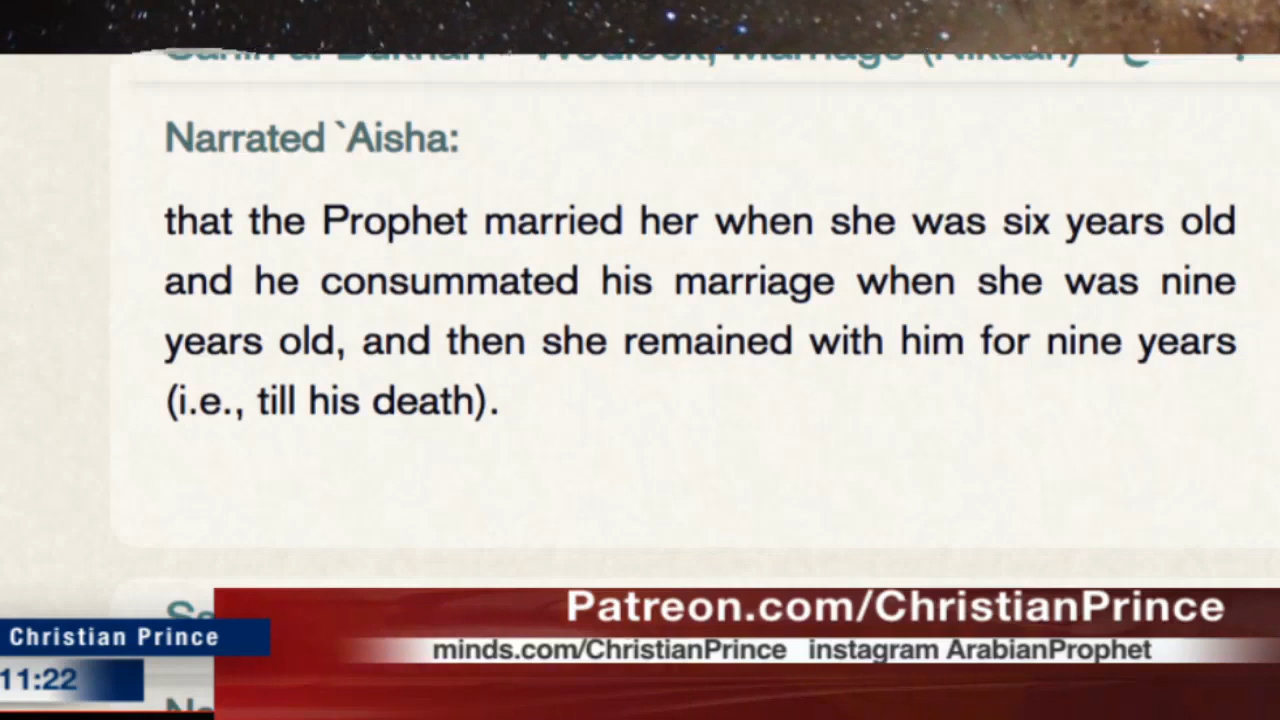 Narrated `Aisha:
that the Prophet married her when she was six years old
and he consummated his marriage when she was nine
years old, and then she remained with him for nine years
(i.e., till his death).
Patreon.com/ChristianPrince
Christian Prince
minds.com/ChristianPrince instagram ArabianProphet
11:22